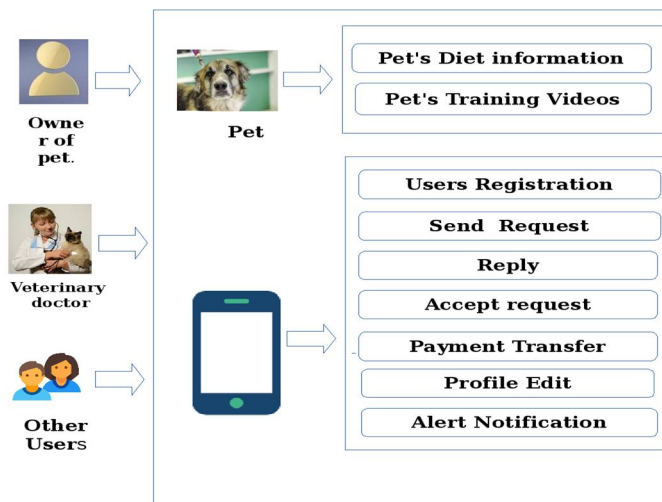 Owne
r of
pet.
Pet
Pet's Diet information
Pet's Training Videos
Veterinary
doctor
Other
Users
Users Registration
Send Request
Reply
Accept request
Payment Transfer
Profile Edit
Alert Notification